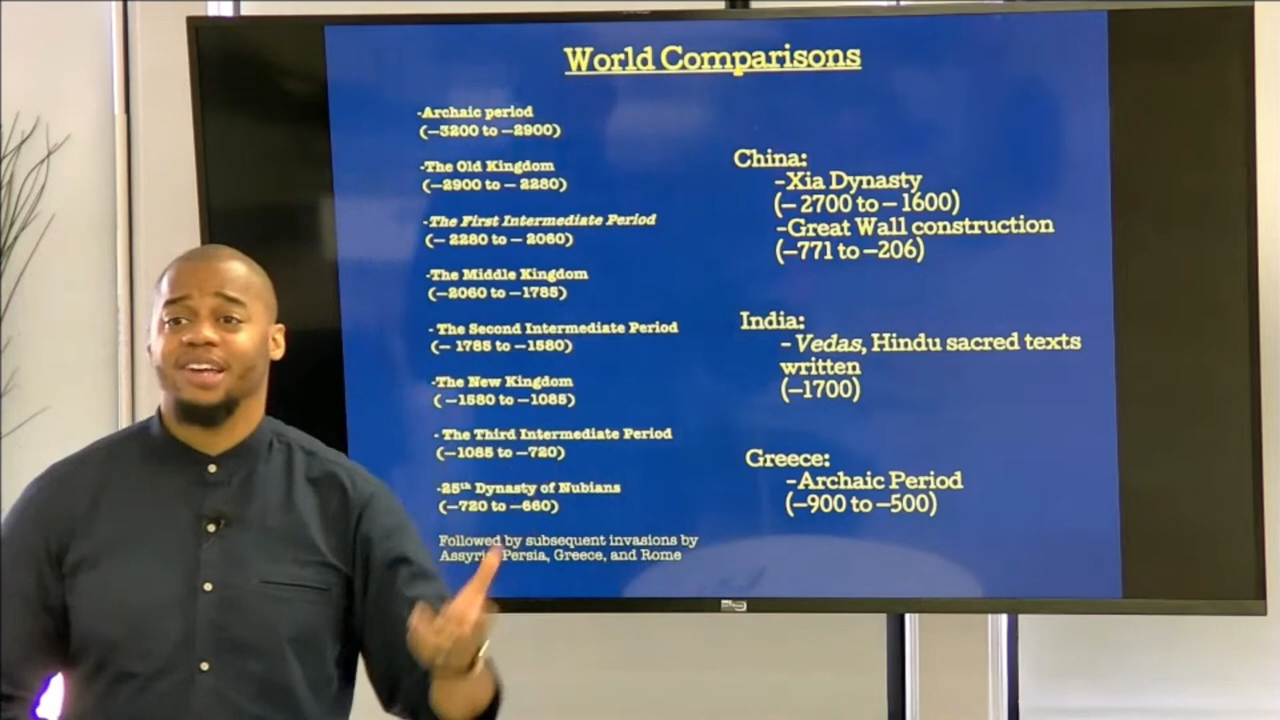 World Comparisons
-Archaic period
(—3200 to —2900)
-The Old Kingdom
(—2900 to — 2280)
-The First Intermediate Period
(— 2280 to — 2060)
-The Middle Kingdom
(—2060 to —1785)
- The Second Intermediate Period
(— 1785 to —1580)
-The New Kingdom
( —1580 to —1085)
- The Third Intermediate Period
(—1085 to —720)
-25th Dynasty of Nubians
(—720 to —660)
Followed by subsequent invasions by
Persia, Greece, and Rome
China:
-Xia Dynasty
(— 2700 to — 1600)
-Great Wall construction
(—771 to —206)
India:
- Vedas, Hindu sacred texts
written
(—1700)
Greece:
-Archaic Period
(—900 to —500)